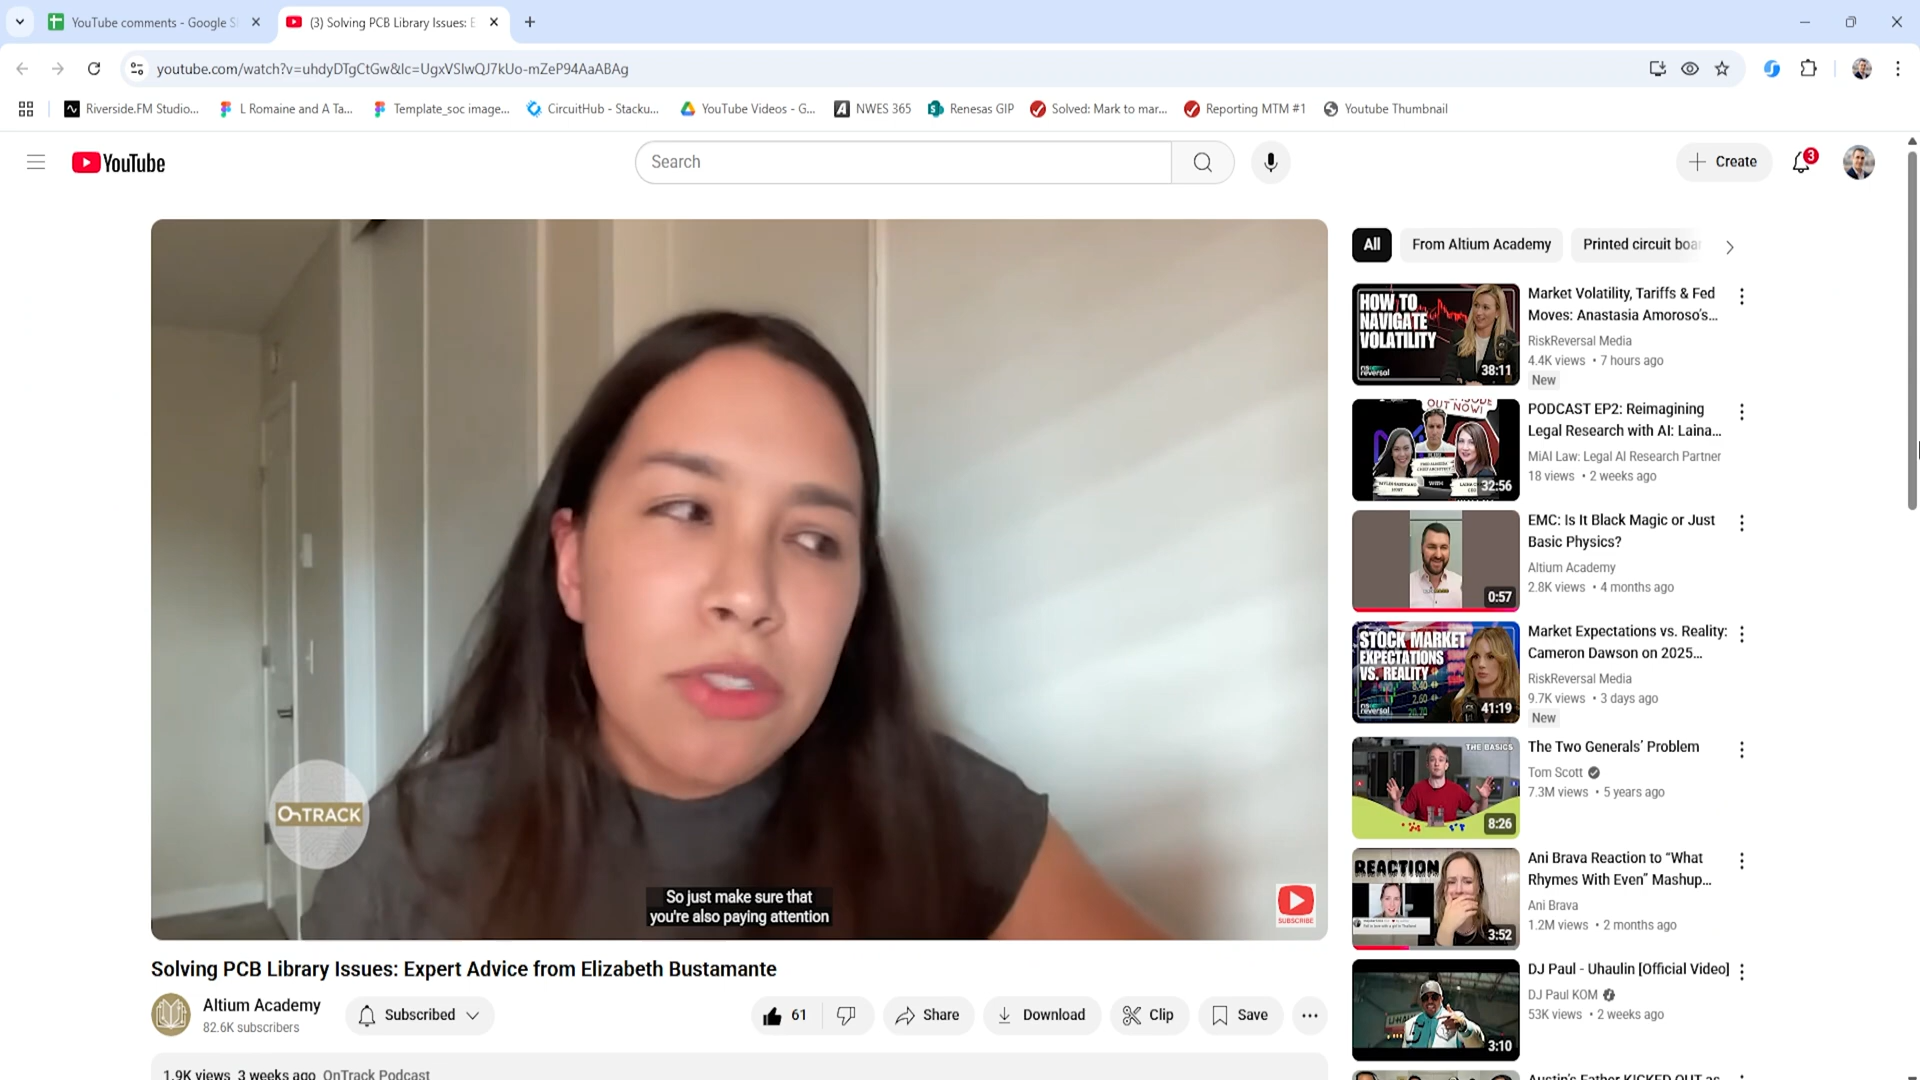 YouTube comments - Google S
(3) Solving PCB Library Issues: E
youtube.com/watch?v=uhdyDTgCtGw&lc=UgxVSlwQJ7kUo-mZeP94AaABAg
Riverside.FM Studio...
L Romaine and A Ta...
Template_soc image...
CircuitHub - Stacku...
YouTube Videos - G...
NWES 365
Renesas GIP
Solved: Mark to mar...
Reporting MTM #1
Youtube Thumbnail
YouTube
Search
Create
3
OnTRACK
So just make sure that
you're also paying attention
SUBSCRIBE
Solving PCB Library Issues: Expert Advice from Elizabeth Bustamante
Altium Academy
82.6K subscribers
Subscribed
61
Share
Download
Clip
Save
1.9K views 3 weeks ago OnTrack Podcast
All
From Altium Academy
Printed circuit boar
HOW TO
NAVIGATE
VOLATILITY
reversal
38:11
Market Volatility, Tariffs & Fed
Moves: Anastasia Amoroso's...
RiskReversal Media
4.4K views • 7 hours ago
New
OUT NOW!
WITH
32:56
PODCAST EP2: Reimagining
Legal Research with AI: Laina...
MiAI Law: Legal AI Research Partner
18 views • 2 weeks ago
0:57
EMC: Is It Black Magic or Just
Basic Physics?
Altium Academy
2.8K views • 4 months ago
STOCK MARKET
EXPECTATIONS
VS. REALITY
reversal
41:19
Market Expectations vs. Reality:
Cameron Dawson on 2025...
RiskReversal Media
9.7K views • 3 days ago
New
THE BASICS
8:26
The Two Generals' Problem
Tom Scott
7.3M views • 5 years ago
REACTION
3:52
Ani Brava Reaction to "What
Rhymes With Even" Mashup...
Ani Brava
1.2M views • 2 months ago
3:10
DJ Paul - Uhaulin [Official Video]
DJ Paul KOM
53K views • 2 weeks ago
Austin's Father KICKED OUT as